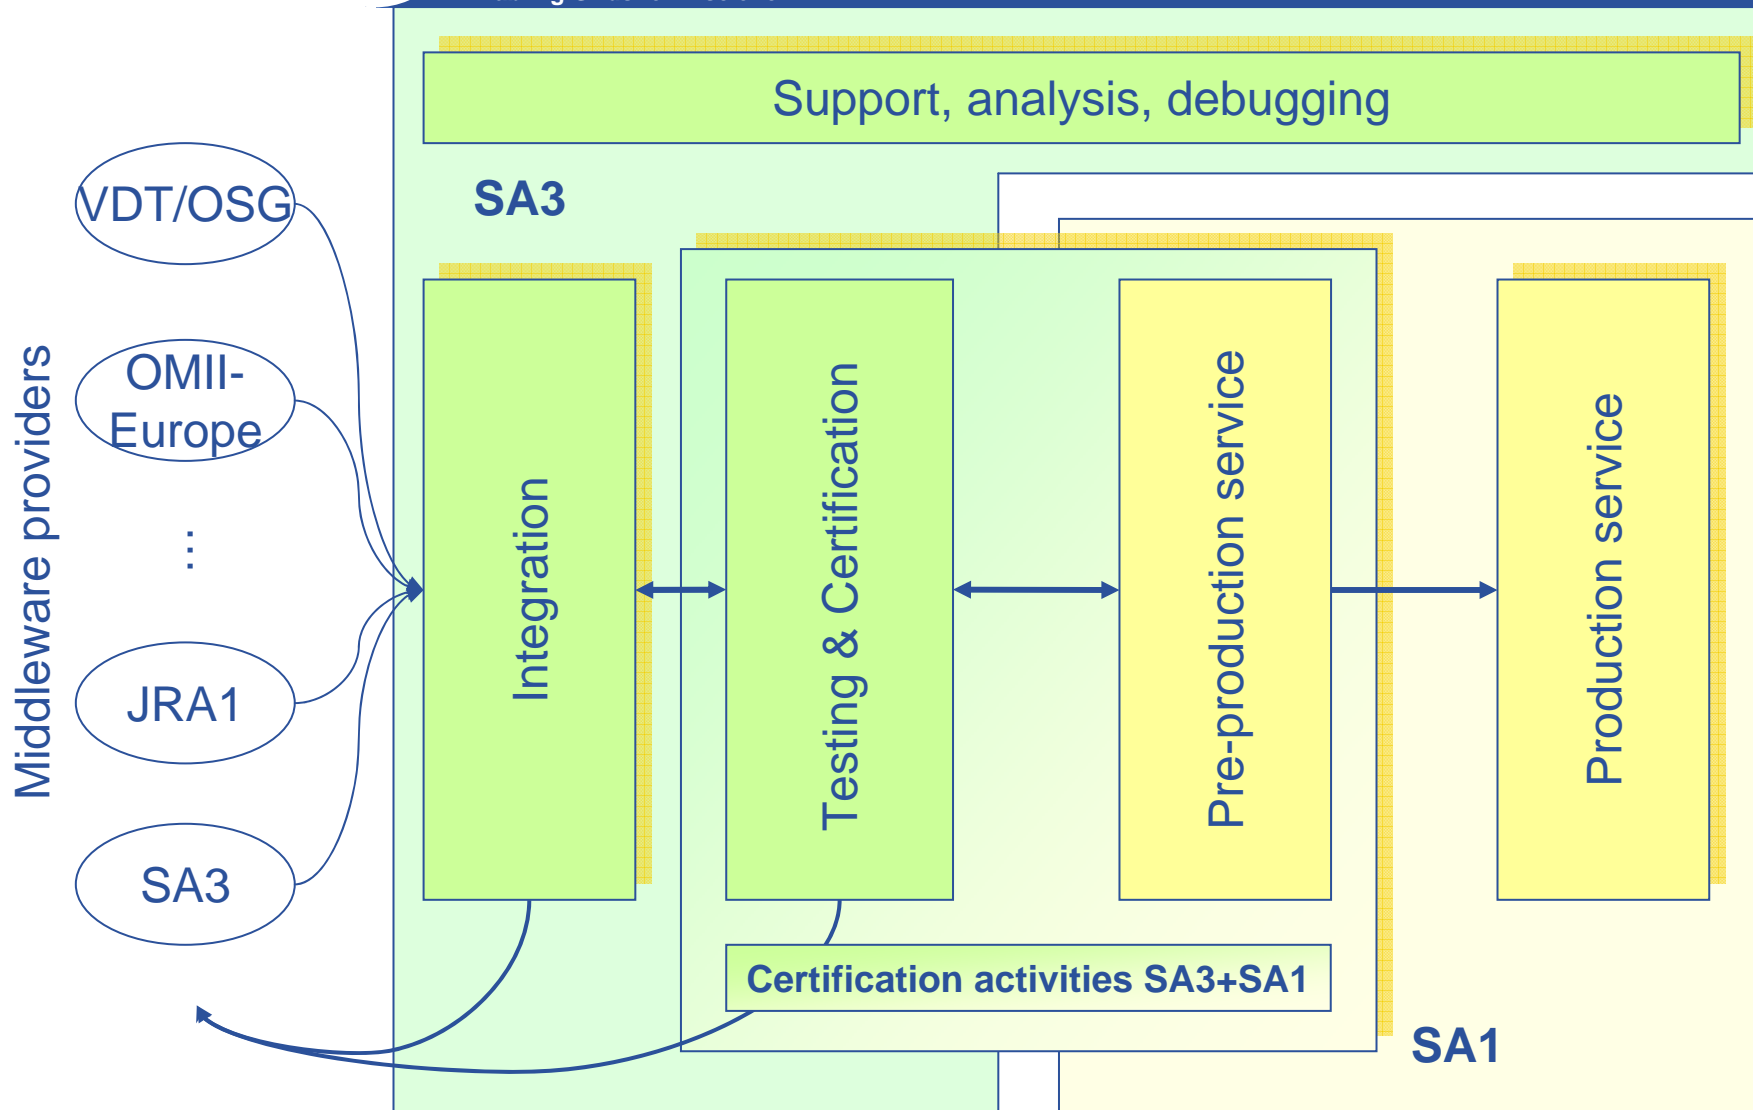 Support, analysis, debugging
SA3
VDT/OSG
OMII-
Europe
...
JRA1
SA3
Middleware providers
Integration
Testing & Certification
Pre-production service
Production service
Certification activities SA3+SA1
SA1